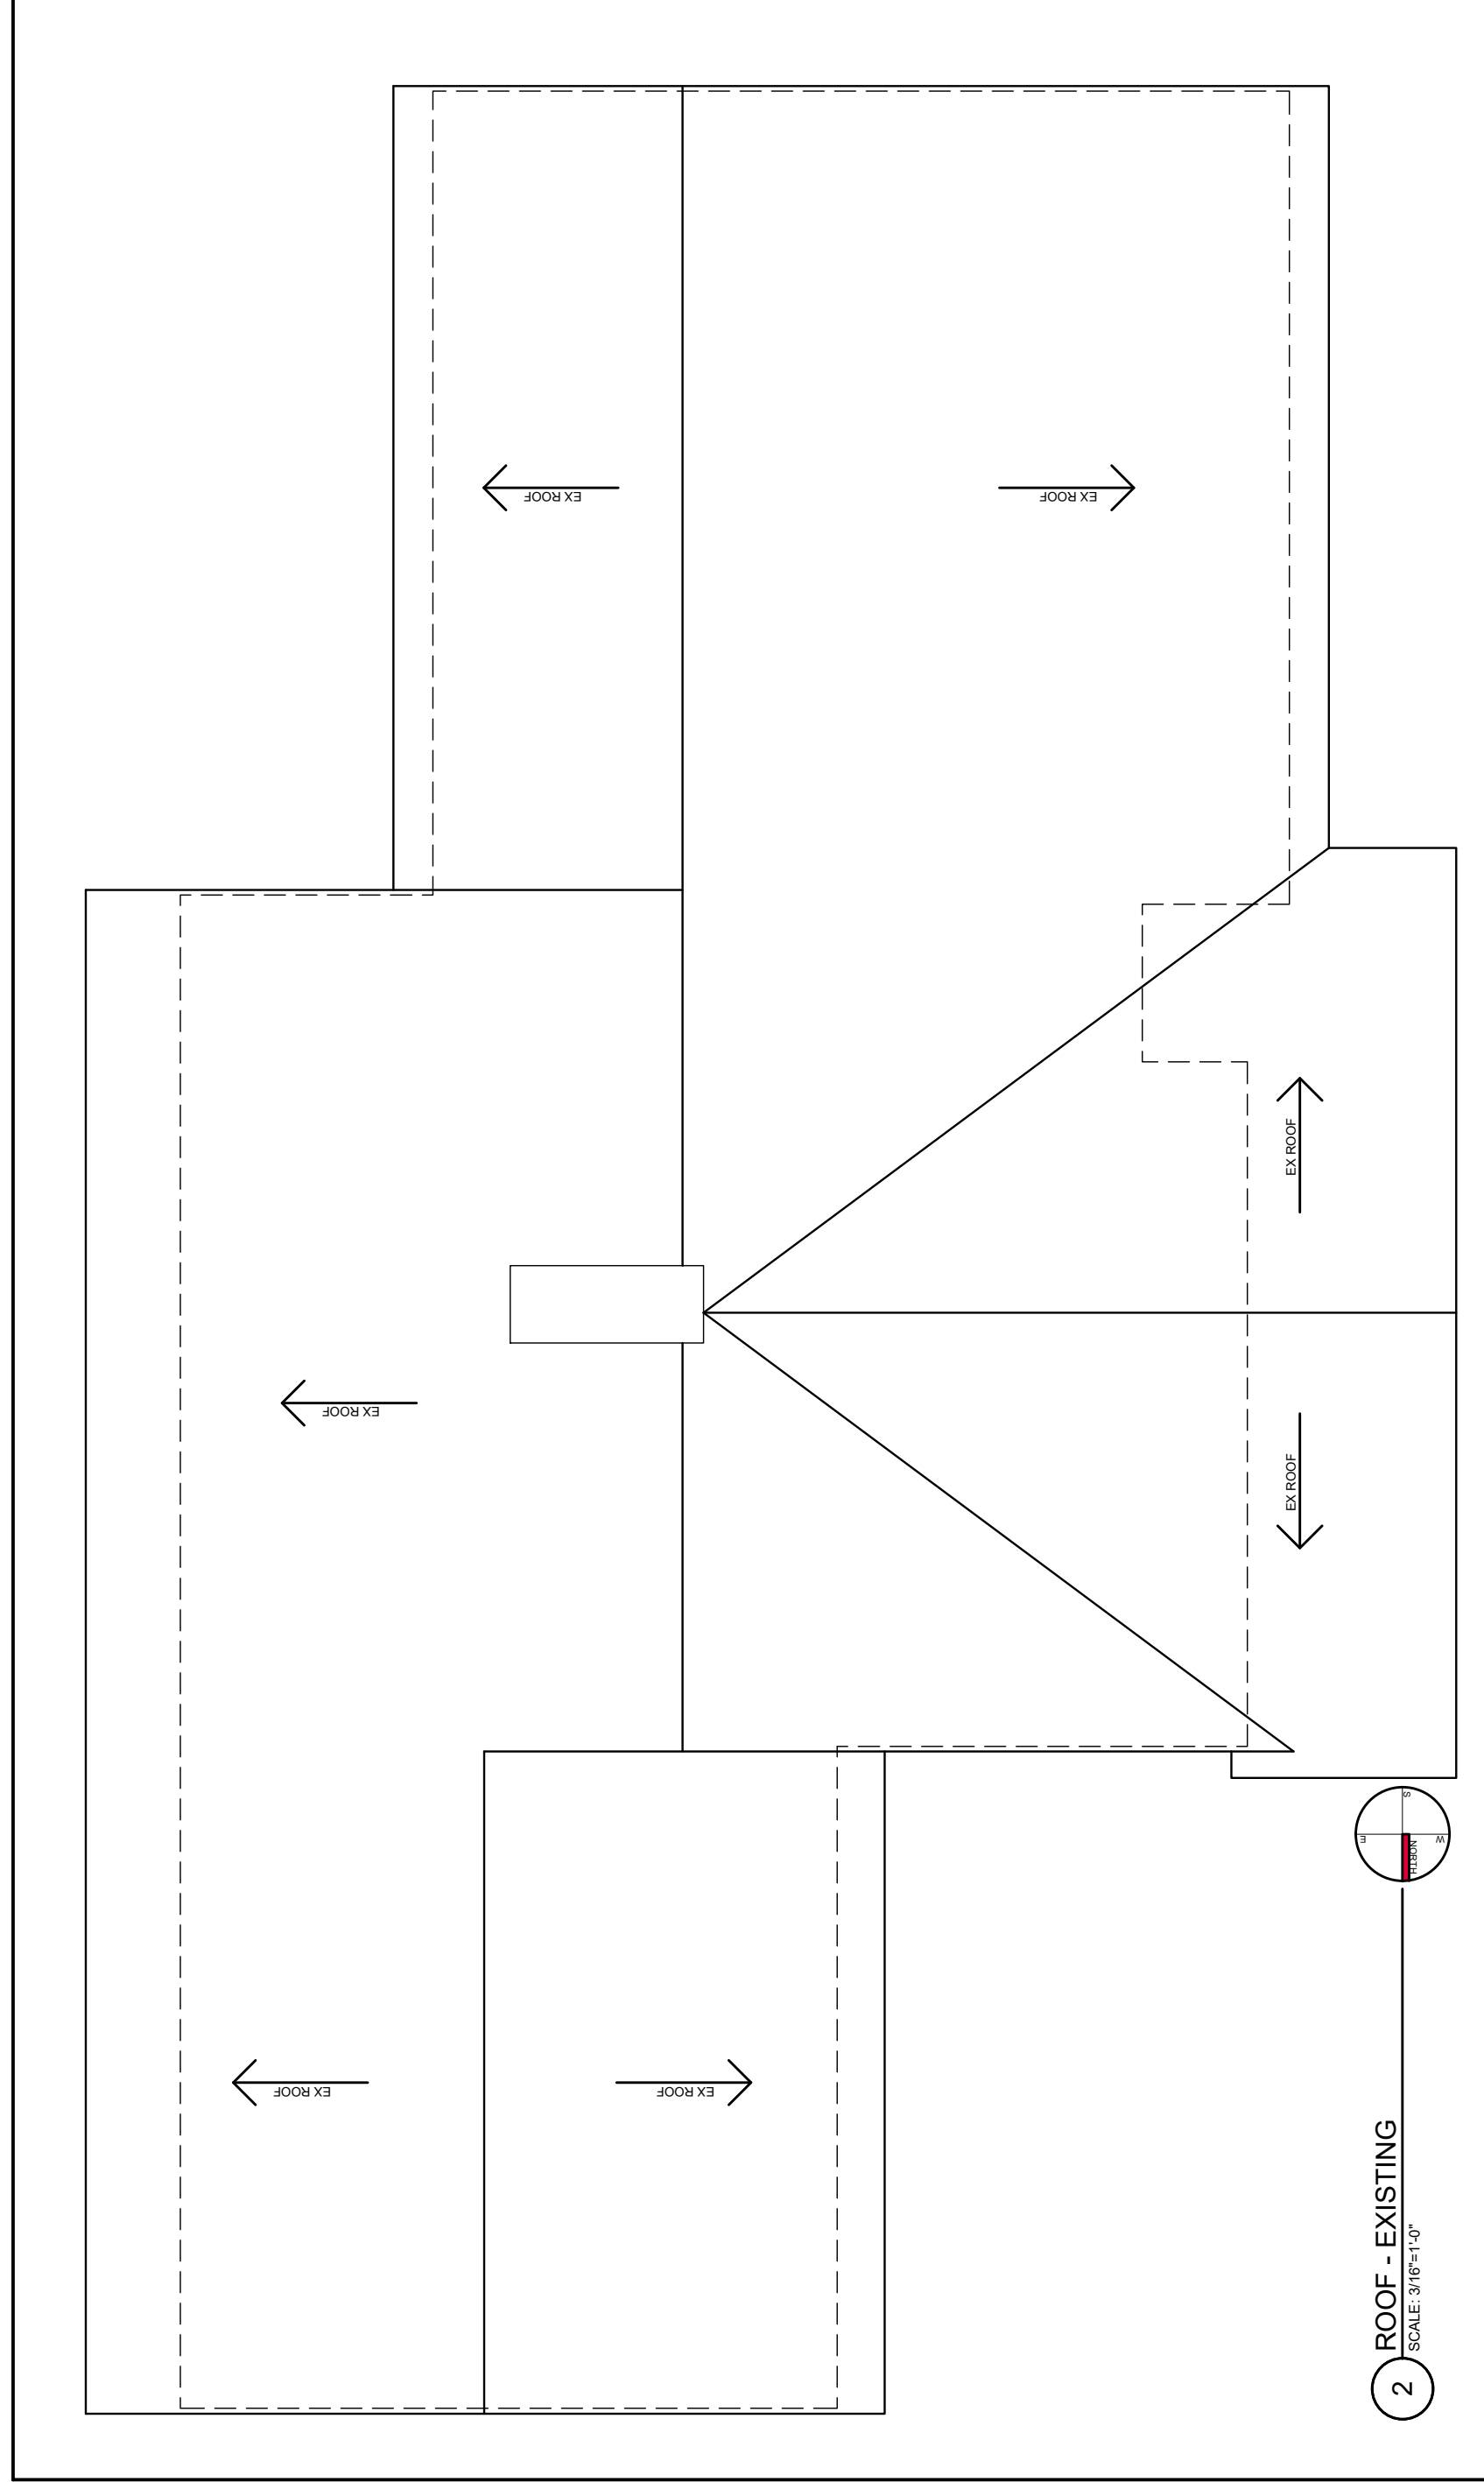 EX ROOF
EX ROOF
EX ROOF
EX ROOF
EX ROOF
EX ROOF
EX ROOF
S
E
W
NORTH
2
ROOF - EXISTING
SCALE: 3/16"=1'-0"